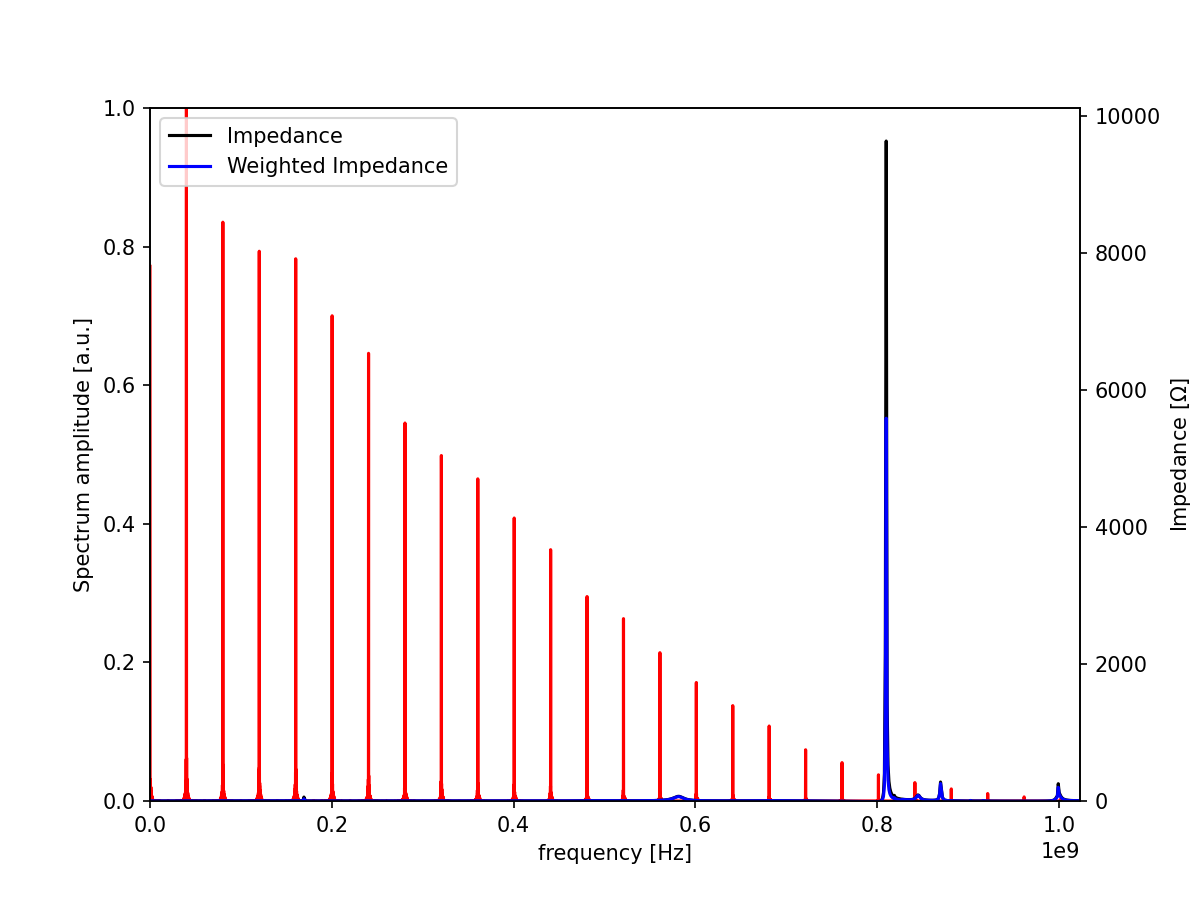 Impedance
Weighted Impedance
1.0
0.8
0.6
0.4
0.2
0.0
Spectrum amplitude [a.u.]
10000
8000
6000
4000
2000
0
Impedance [Ω]
0.0 0.2 0.4 0.6 0.8 1.0
1e9
frequency [Hz]